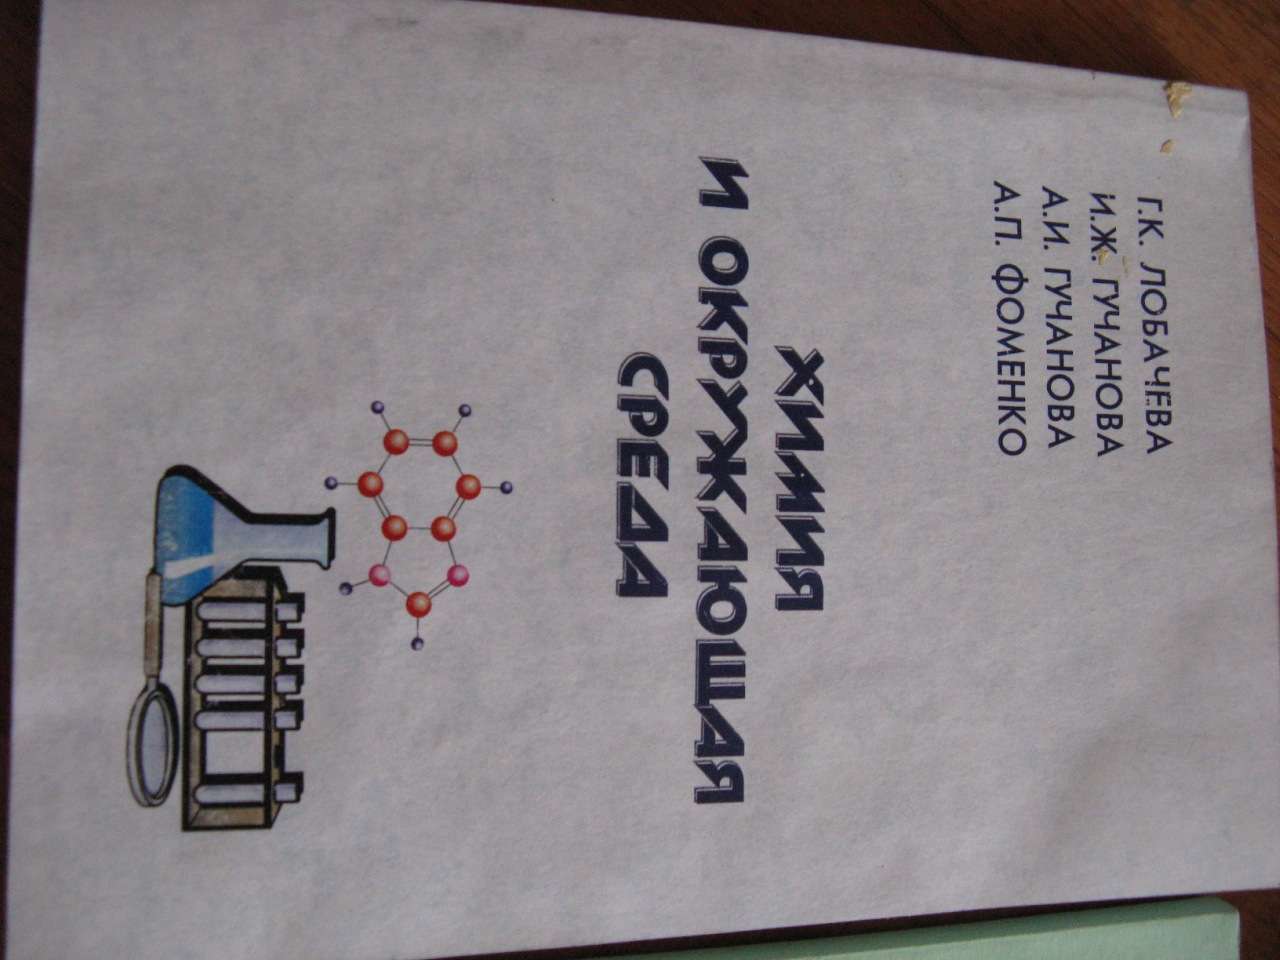 Г.К. ЛОБАЧЕВА
И.Ж. ГУЧАНОВА
А.И. ГУЧАНОВА
А.П. ФОМЕНКО
ХИМИЯ
И ОКРУЖАЮЩАЯ
СРЕДА